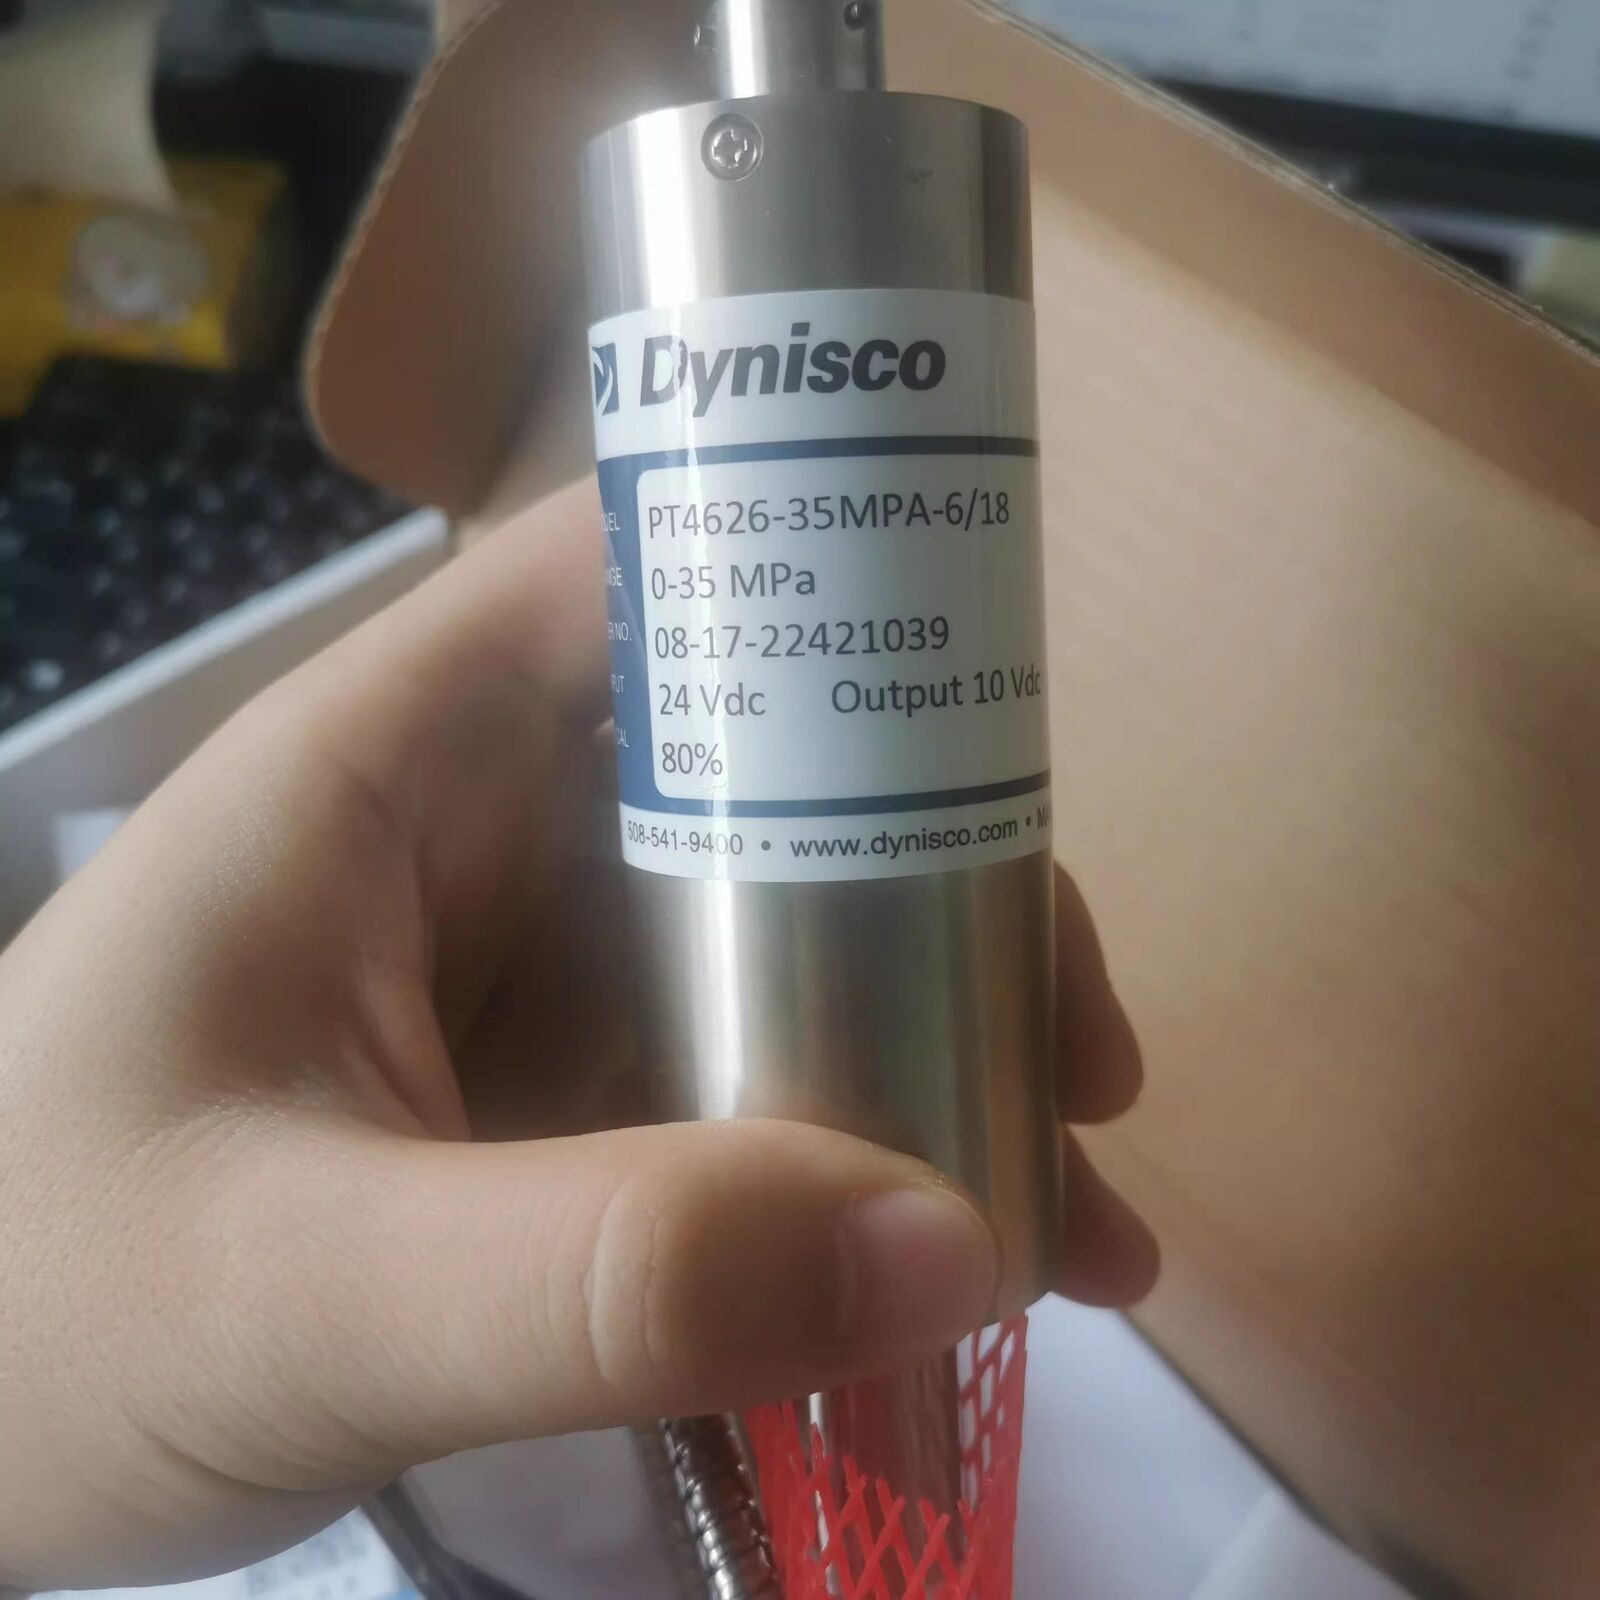 Dynisco
PT4626-35MPA-6/18
0-35 MPa
08-17-22421039
24 Vdc Output 10 Vdc
80%
508-541-9400 • www.dynisco.com •